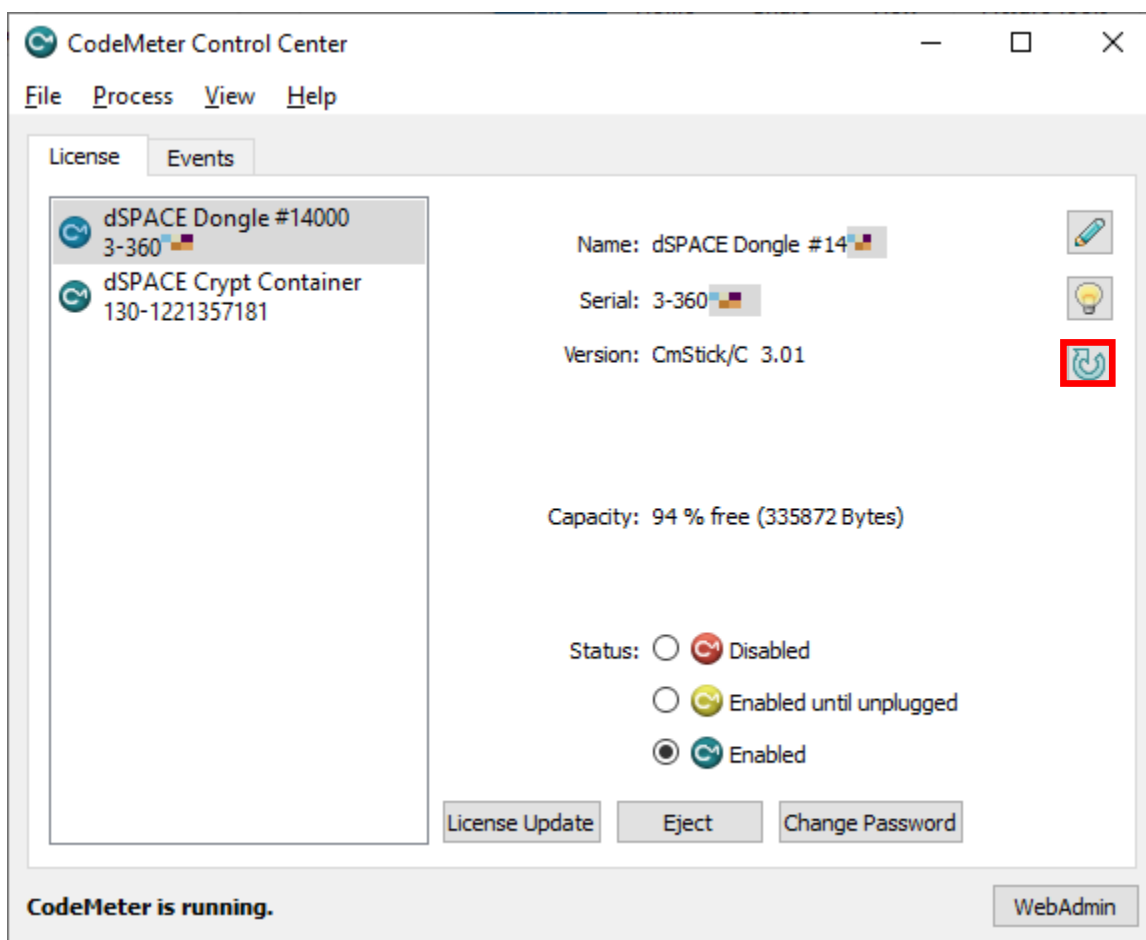 CodeMeter Control Center
File Process View Help
License Events
dSPACE Dongle #14000
3-360
dSPACE Crypt Container
130-1221357181
Name: dSPACE Dongle #14
Serial: 3-360
Version: CmStick/C 3.01
Capacity: 94 % free (335872 Bytes)
Status: Disabled
Enabled until unplugged
Enabled
License Update Eject Change Password
CodeMeter is running. WebAdmin